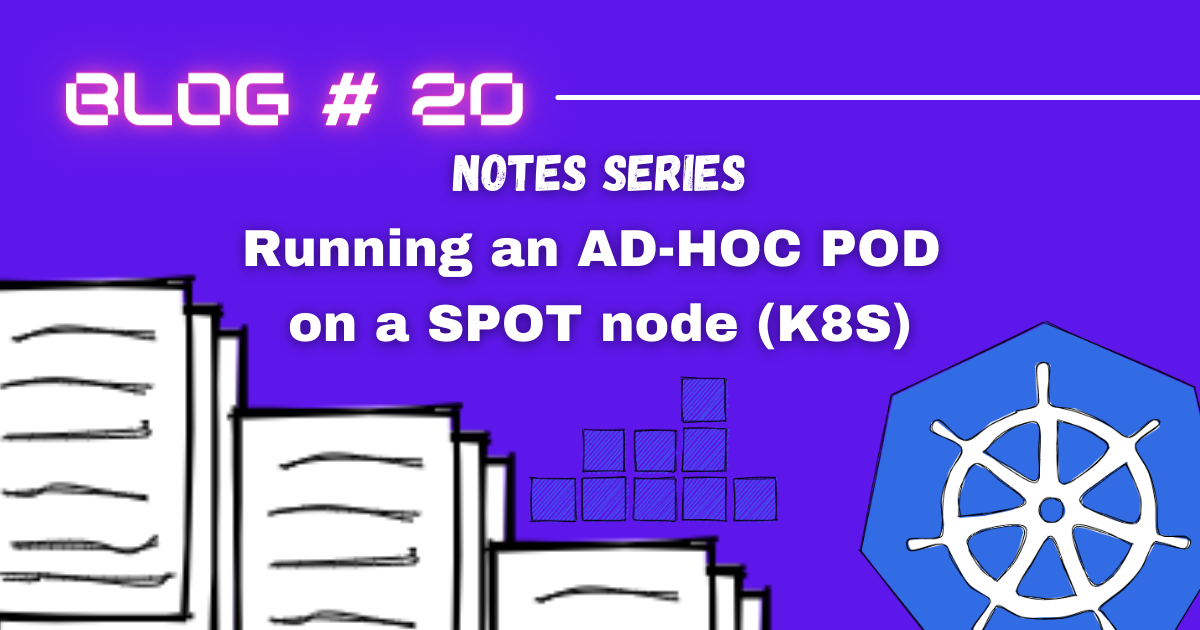 BLOG # 20
NOTES SERIES
Running an AD-HOC POD
on a SPOT node (K8S)